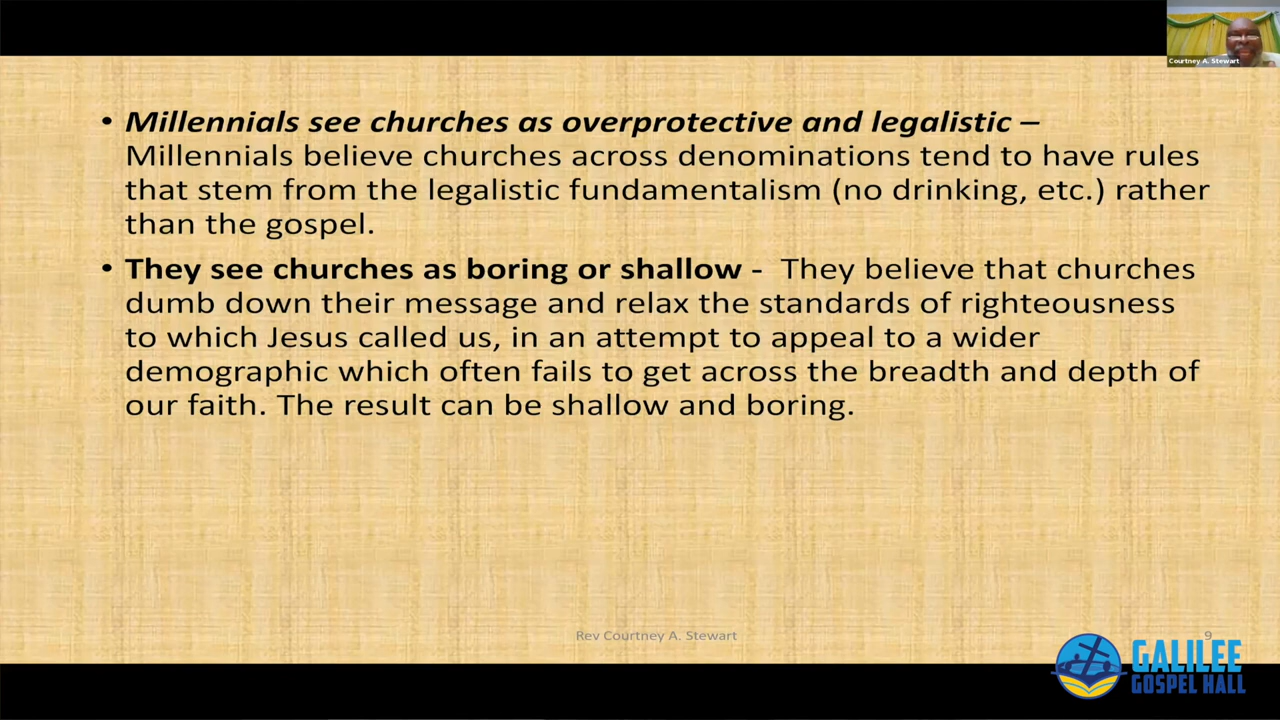 Courtney A. Stewart
• Millennials see churches as overprotective and legalistic –
Millennials believe churches across denominations tend to have rules
that stem from the legalistic fundamentalism (no drinking, etc.) rather
than the gospel.
• They see churches as boring or shallow - They believe that churches
dumb down their message and relax the standards of righteousness
to which Jesus called us, in an attempt to appeal to a wider
demographic which often fails to get across the breadth and depth of
our faith. The result can be shallow and boring.
Rev Courtney A. Stewart
9
GALILEE
GOSPEL HALL